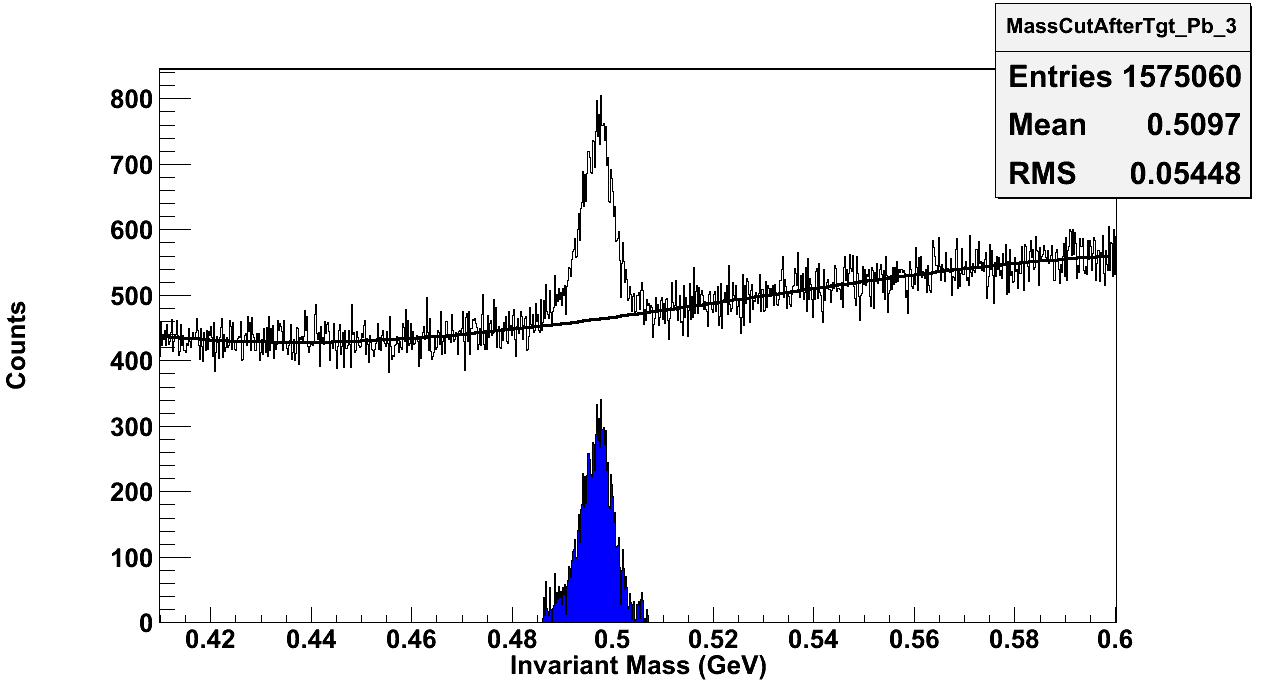 MassCutAfterTgt_Pb_3
Entries 1575060
Mean 0.5097
RMS 0.05448
800
700
600
500
400
300
200
100
0
Counts
0.42 0.44 0.46 0.48 0.5 0.52 0.54 0.56 0.58 0.6
Invariant Mass (GeV)